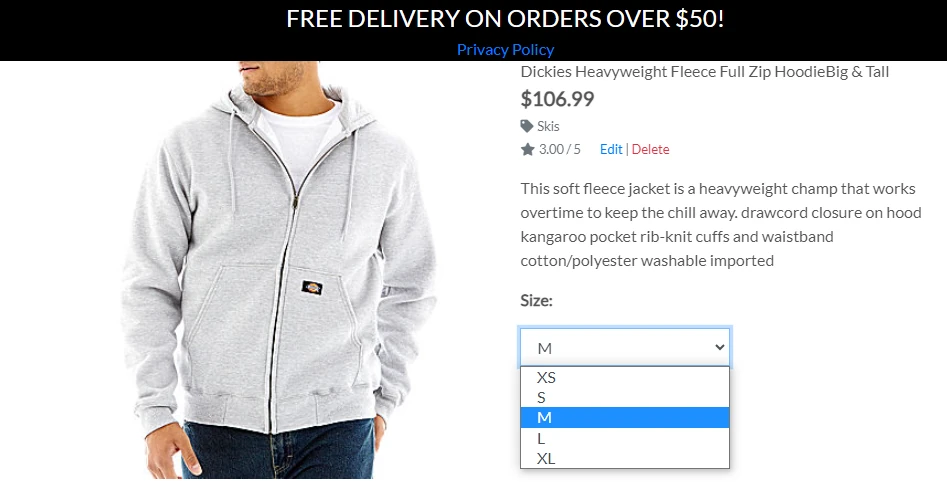 FREE DELIVERY ON ORDERS OVER $50!
Privacy Policy
Dickies Heavyweight Fleece Full Zip HoodieBig & Tall
$106.99
Skis
3.00 / 5 Edit | Delete
This soft fleece jacket is a heavyweight champ that works
overtime to keep the chill away. drawcord closure on hood
kangaroo pocket rib-knit cuffs and waistband
cotton/polyester washable imported
Size:
M
XS
S
M
L
XL